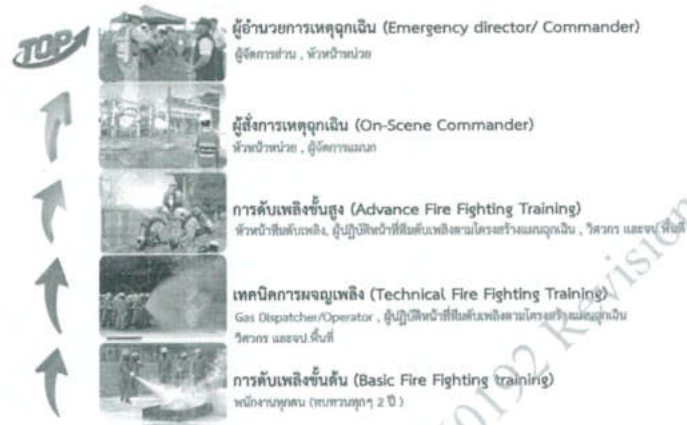 TOP
ผู้อำนวยการเหตุฉุกเฉิน (Emergency director/ Commander)
ผู้จัดการส่วน , หัวหน้าหน่วย
ผู้สั่งการเหตุฉุกเฉิน (On-Scene Commander)
หัวหน้าหน่วย , ผู้จัดการแผนก
การดับเพลิงขั้นสูง (Advance Fire Fighting Training)
หัวหน้าทีมดับเพลิง, ผู้ปฏิบัติหน้าที่ทีมดับเพลิงตามโครงสร้างแผนฉุกเฉิน , วิศวกร และจป.พื้นที่
เทคนิคการผจญเพลิง (Technical Fire Fighting Training)
Gas Dispatcher/Operator , ผู้ปฏิบัติหน้าที่ทีมดับเพลิงตามโครงสร้างแผนฉุกเฉิน
วิศวกร และจป.พื้นที่
การดับเพลิงขั้นต้น (Basic Fire Fighting training)
พนักงานทุกคน (ทบทวนทุกๆ 2 ปี )
0192 Revision